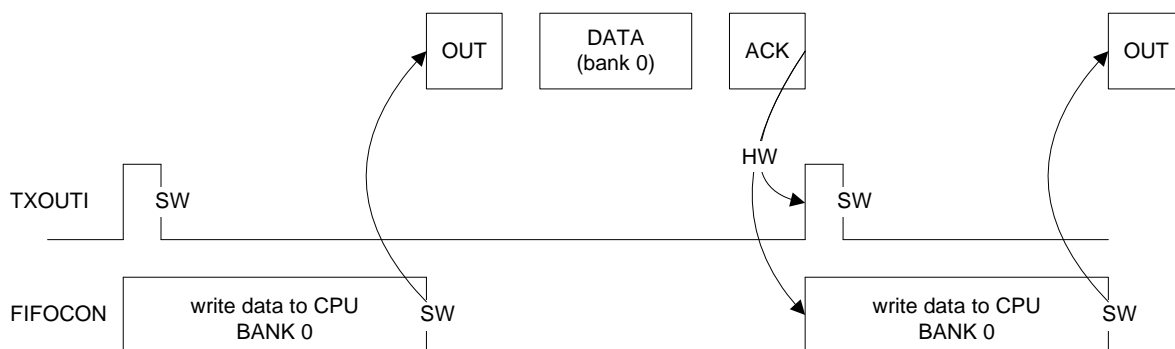 OUT DATA ACK OUT
(bank 0)
HW
TXOUTI SW SW
FIFOCON write data to CPU SW write data to CPU SW
BANK 0 BANK 0